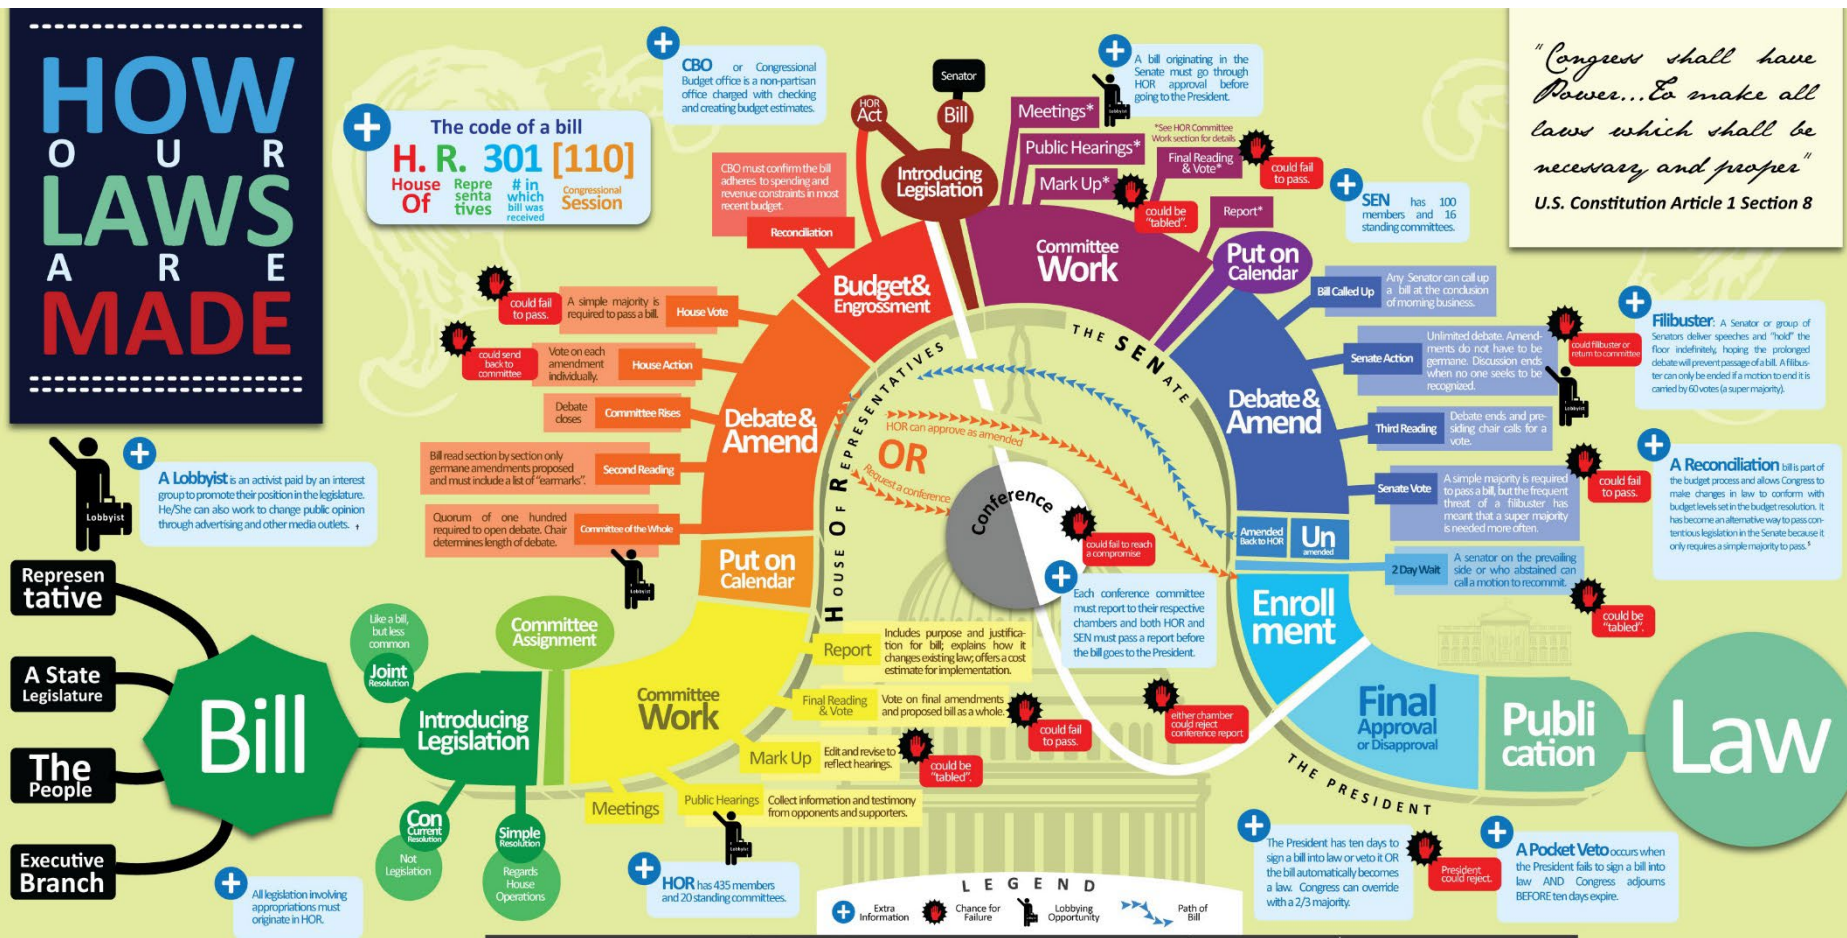 HOW
OUR
LAWS
ARE
MADE
CBO or Congressional
Budget office is a non-partisan
office charged with checking
and creating budget estimates.
The code of a bill
H. R. 301 [110]
House
Of
Repre
senta
tives
# in
which
bill was
received
Congressional
Session
HOR
Act
Senator
Bill
Introducing
Legislation
Meetings*
Public Hearings*
Mark Up*
could be
"tabled".
*See HOR Committee
Work section for details
Final Reading
& Vote*
could fail
to pass.
Report*
A bill originating in the
Senate must go through
HOR approval before
going to the President.
Lobbyist
SEN has 100
members and 16
standing committees.
"Congress shall have
Power...To make all
laws which shall be
necessary and proper"
U.S. Constitution Article 1 Section 8
CBO must confirm the bill
adheres to spending and
revenue constraints in most
recent budget.
Reconciliation
Budget&
Engrossment
Committee
Work
Put on
Calendar
THE SENATE
HOUSE OF REPRESENTATIVES
could fail
to pass.
A simple majority is
required to pass a bill.
House Vote
could send
back to
committee
Vote on each
amendment
individually.
House Action
Debate
closes
Committee Rises
Bill read section by section only
germane amendments proposed
and must include a list of "earmarks".
Second Reading
Quorum of one hundred
required to open debate. Chair
determines length of debate.
Committee of the Whole
Lobbyist
Debate &
Amend
Put on
Calendar
HOR can approve as amended
OR
Request a conference
Conference
could fail to reach
a compromise
Each conference committee
must report to their respective
chambers and both HOR and
SEN must pass a report before
the bill goes to the President.
either chamber
could reject
conference report
Debate &
Amend
Bill Called Up
Any Senator can call up
a bill at the conclusion
of morning business.
Senate Action
Unlimited debate. Amend-
ments do not have to be
germane. Discussion ends
when no one seeks to be
recognized.
could filibuster or
return to committee
Lobbyist
Third Reading
Debate ends and pre-
siding chair calls for a
vote.
Senate Vote
A simple majority is required
to pass a bill, but the frequent
threat of a filibuster has
meant that a super majority
is needed more often.
could fail
to pass.
Filibuster: A Senator or group of
Senators deliver speeches and "hold" the
floor indefinitely, hoping the prolonged
debate will prevent passage of a bill. A filibus-
ter can only be ended if a motion to end it is
carried by 60 votes (a super majority).
A Reconciliation bill is part of
the budget process and allows Congress to
make changes in law to conform with
budget levels set in the budget resolution. It
has become an alternative way to pass con-
tentious legislation in the Senate because it
only requires a simple majority to pass.
Amended
Back to HOR
Un
amended
2 Day Wait
A senator on the prevailing
side or who abstained can
call a motion to recommit.
could be
"tabled".
Enroll
ment
Final
Approval
or Disapproval
Publi
cation
Law
THE PRESIDENT
Lobbyist
A Lobbyist is an activist paid by an interest
group to promote their position in the legislature.
He/She can also work to change public opinion
through advertising and other media outlets.
Represen
tative
A State
Legislature
The
People
Executive
Branch
Bill
Like a bill,
but less
common
Joint
Resolution
Introducing
Legislation
Con
Current
Resolution
Not
Legislation
Simple
Resolution
Regards
House
Operations
Committee
Assignment
Committee
Work
Report
Includes purpose and justifica-
tion for bill; explains how it
changes existing law; offers a cost
estimate for implementation.
Final Reading
& Vote
Vote on final amendments
and proposed bill as a whole.
could fail
to pass.
Mark Up
Edit and revise to
reflect hearings.
could be
"tabled".
Public Hearings
Collect information and testimony
from opponents and supporters.
Meetings
Lobbyist
All legislation involving
appropriations must
originate in HOR.
HOR has 435 members
and 20 standing committees.
LEGEND
Extra
Information
Chance for
Failure
Lobbying
Opportunity
Path of
Bill
The President has ten days to
sign a bill into law or veto it OR
the bill automatically becomes
a law. Congress can override
with a 2/3 majority.
President
could reject.
A Pocket Veto occurs when
the President fails to sign a bill into
law AND Congress adjourns
BEFORE ten days expire.